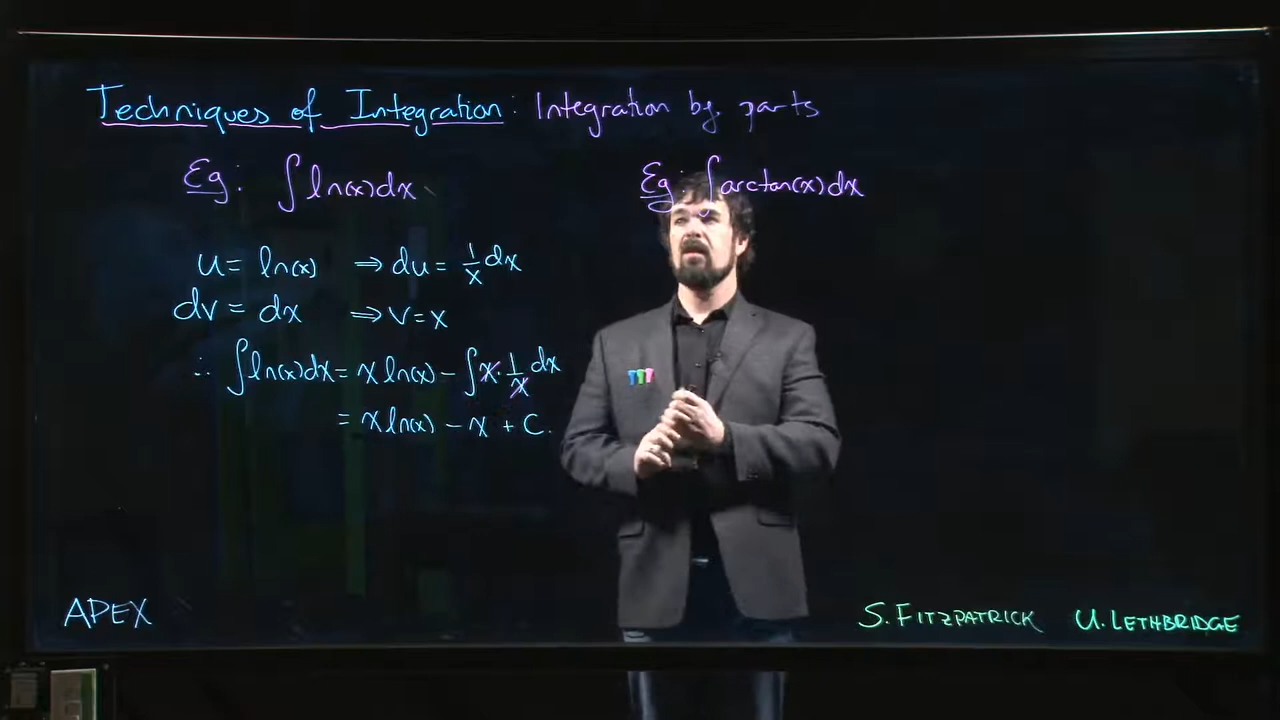 Techniques of Integration: Integration by parts
Eg: ∫ln(x)dx
u = ln(x) ⇒ du = 1/x dx
dv = dx ⇒ v = x
∴ ∫ln(x)dx = x ln(x) − ∫x·1/x dx
= x ln(x) − x + C.
Eg: ∫arctan(x)dx
APEX
S. FITZPATRICK U. LETHBRIDGE